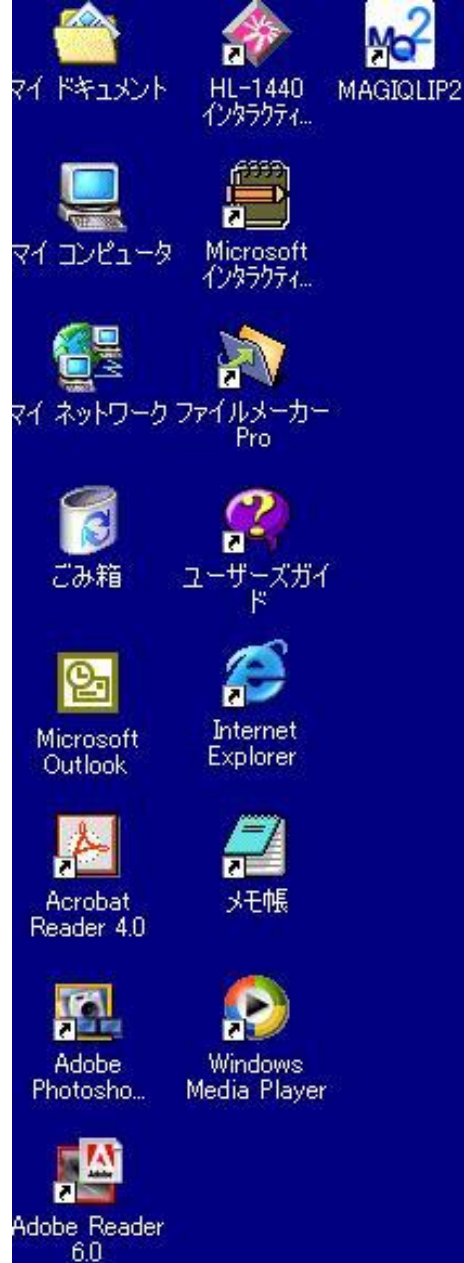 マイ ドキュメント
HL-1440
インタラクティ...
MQ2
MAGIQLIP2
マイ コンピュータ
Microsoft
インタラクティ...
マイ ネットワーク
ファイルメーカー
Pro
ごみ箱
ユーザーズガイ
ド
Microsoft
Outlook
Internet
Explorer
Acrobat
Reader 4.0
メモ帳
Adobe
Photosho...
Windows
Media Player
Adobe
Adobe Reader
6.0